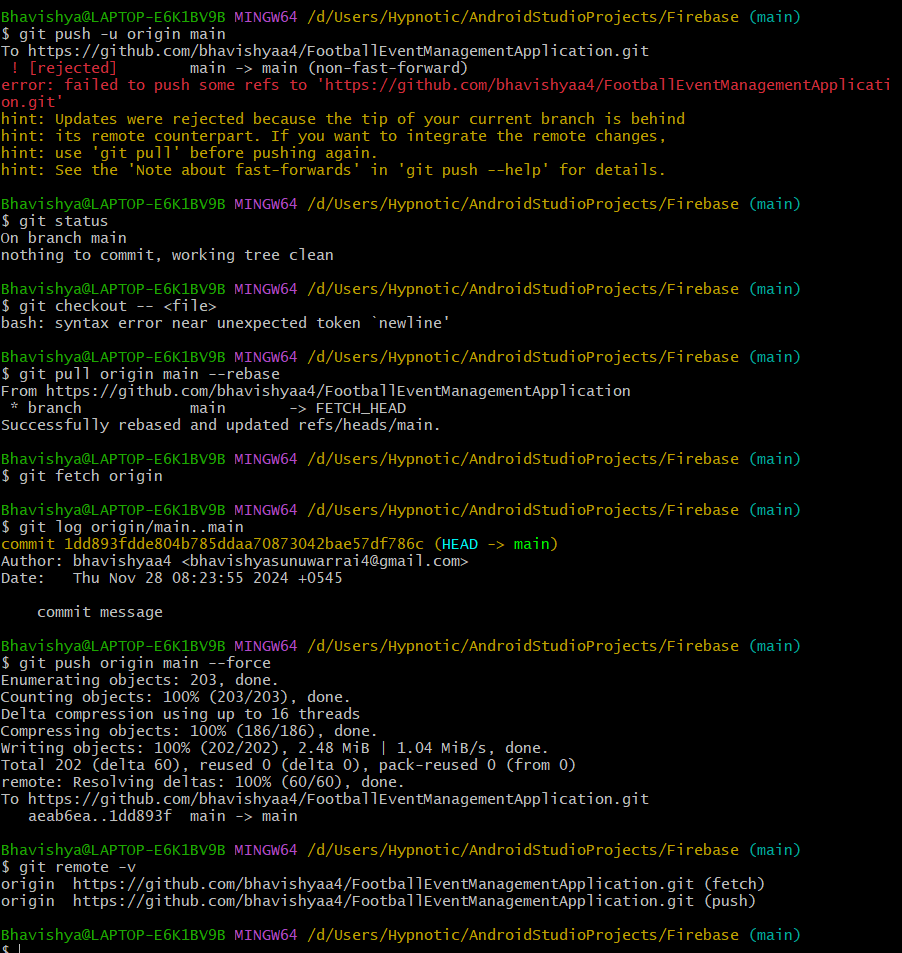 Bhavishya@LAPTOP-E6K1BV9B MINGW64 /d/Users/Hypnotic/AndroidStudioProjects/Firebase (main)
$ git push -u origin main
To https://github.com/bhavishyaa4/FootballEventManagementApplication.git
 ! [rejected]        main -> main (non-fast-forward)
error: failed to push some refs to 'https://github.com/bhavishyaa4/FootballEventManagementApplicati
on.git'
hint: Updates were rejected because the tip of your current branch is behind
hint: its remote counterpart. If you want to integrate the remote changes,
hint: use 'git pull' before pushing again.
hint: See the 'Note about fast-forwards' in 'git push --help' for details.
Bhavishya@LAPTOP-E6K1BV9B MINGW64 /d/Users/Hypnotic/AndroidStudioProjects/Firebase (main)
$ git status
On branch main
nothing to commit, working tree clean
Bhavishya@LAPTOP-E6K1BV9B MINGW64 /d/Users/Hypnotic/AndroidStudioProjects/Firebase (main)
$ git checkout -- <file>
bash: syntax error near unexpected token `newline'
Bhavishya@LAPTOP-E6K1BV9B MINGW64 /d/Users/Hypnotic/AndroidStudioProjects/Firebase (main)
$ git pull origin main --rebase
From https://github.com/bhavishyaa4/FootballEventManagementApplication
 * branch            main       -> FETCH_HEAD
Successfully rebased and updated refs/heads/main.
Bhavishya@LAPTOP-E6K1BV9B MINGW64 /d/Users/Hypnotic/AndroidStudioProjects/Firebase (main)
$ git fetch origin
Bhavishya@LAPTOP-E6K1BV9B MINGW64 /d/Users/Hypnotic/AndroidStudioProjects/Firebase (main)
$ git log origin/main..main
commit 1dd893fdde804b785ddaa70873042bae57df786c (HEAD -> main)
Author: bhavishyaa4 <bhavishyasunuwarrai4@gmail.com>
Date:   Thu Nov 28 08:23:55 2024 +0545
    commit message
Bhavishya@LAPTOP-E6K1BV9B MINGW64 /d/Users/Hypnotic/AndroidStudioProjects/Firebase (main)
$ git push origin main --force
Enumerating objects: 203, done.
Counting objects: 100% (203/203), done.
Delta compression using up to 16 threads
Compressing objects: 100% (186/186), done.
Writing objects: 100% (202/202), 2.48 MiB | 1.04 MiB/s, done.
Total 202 (delta 60), reused 0 (delta 0), pack-reused 0 (from 0)
remote: Resolving deltas: 100% (60/60), done.
To https://github.com/bhavishyaa4/FootballEventManagementApplication.git
   aeab6ea..1dd893f  main -> main
Bhavishya@LAPTOP-E6K1BV9B MINGW64 /d/Users/Hypnotic/AndroidStudioProjects/Firebase (main)
$ git remote -v
origin  https://github.com/bhavishyaa4/FootballEventManagementApplication.git (fetch)
origin  https://github.com/bhavishyaa4/FootballEventManagementApplication.git (push)
Bhavishya@LAPTOP-E6K1BV9B MINGW64 /d/Users/Hypnotic/AndroidStudioProjects/Firebase (main)
$